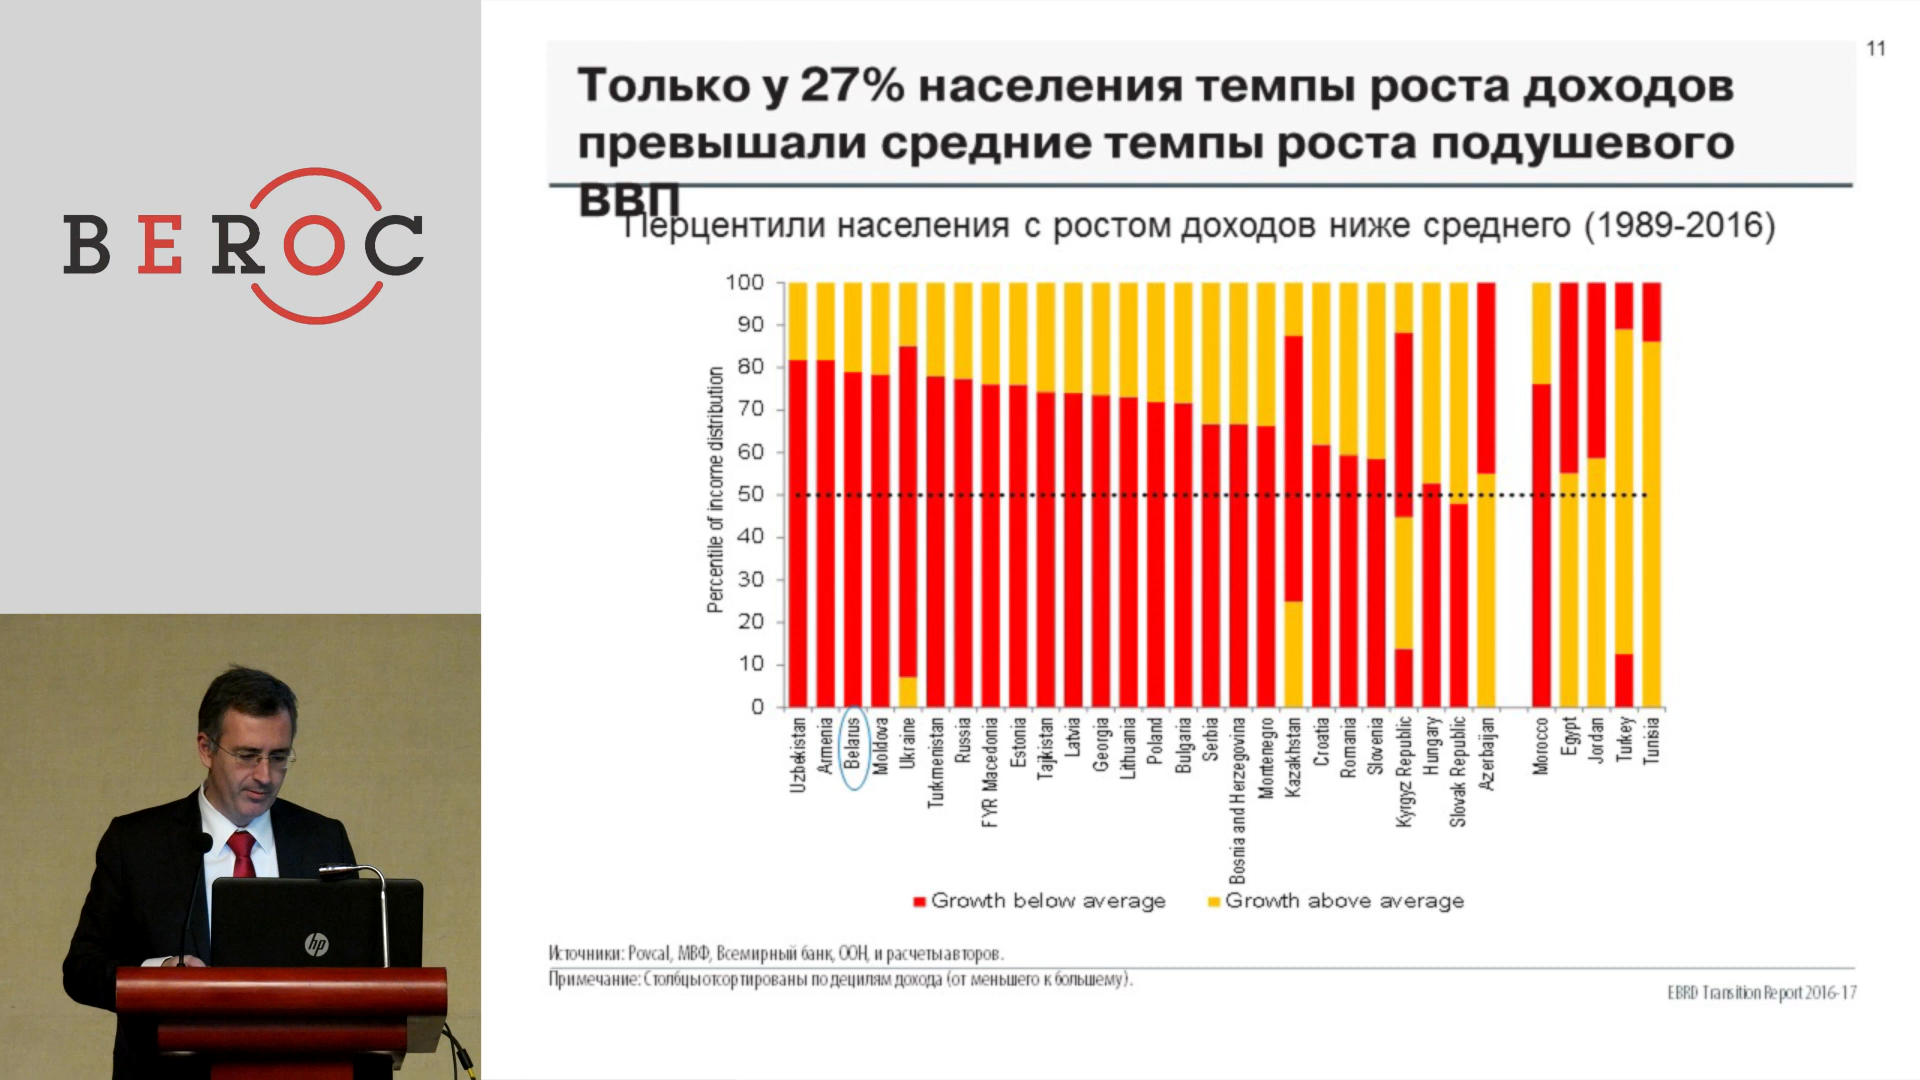 BEROC
11
Только у 27% населения темпы роста доходов
превышали средние темпы роста подушевого
ВВП
Перцентили населения с ростом доходов ниже среднего (1989-2016)
Percentile of income distribution
100
90
80
70
60
50
40
30
20
10
0
Uzbekistan
Armenia
Belarus
Moldova
Ukraine
Turkmenistan
Russia
FYR Macedonia
Estonia
Tajikistan
Latvia
Georgia
Lithuania
Poland
Bulgaria
Serbia
Bosnia and Herzegovina
Montenegro
Kazakhstan
Croatia
Romania
Slovenia
Kyrgyz Republic
Hungary
Slovak Republic
Azerbaijan
Morocco
Egypt
Jordan
Turkey
Tunisia
Growth below average
Growth above average
Источники: Povcal, МВФ, Всемирный банк, ООН, и расчеты авторов.
Примечание: Столбцы отсортированы по децилям дохода (от меньшего к большему).
EBRD Transition Report 2016-17
hp